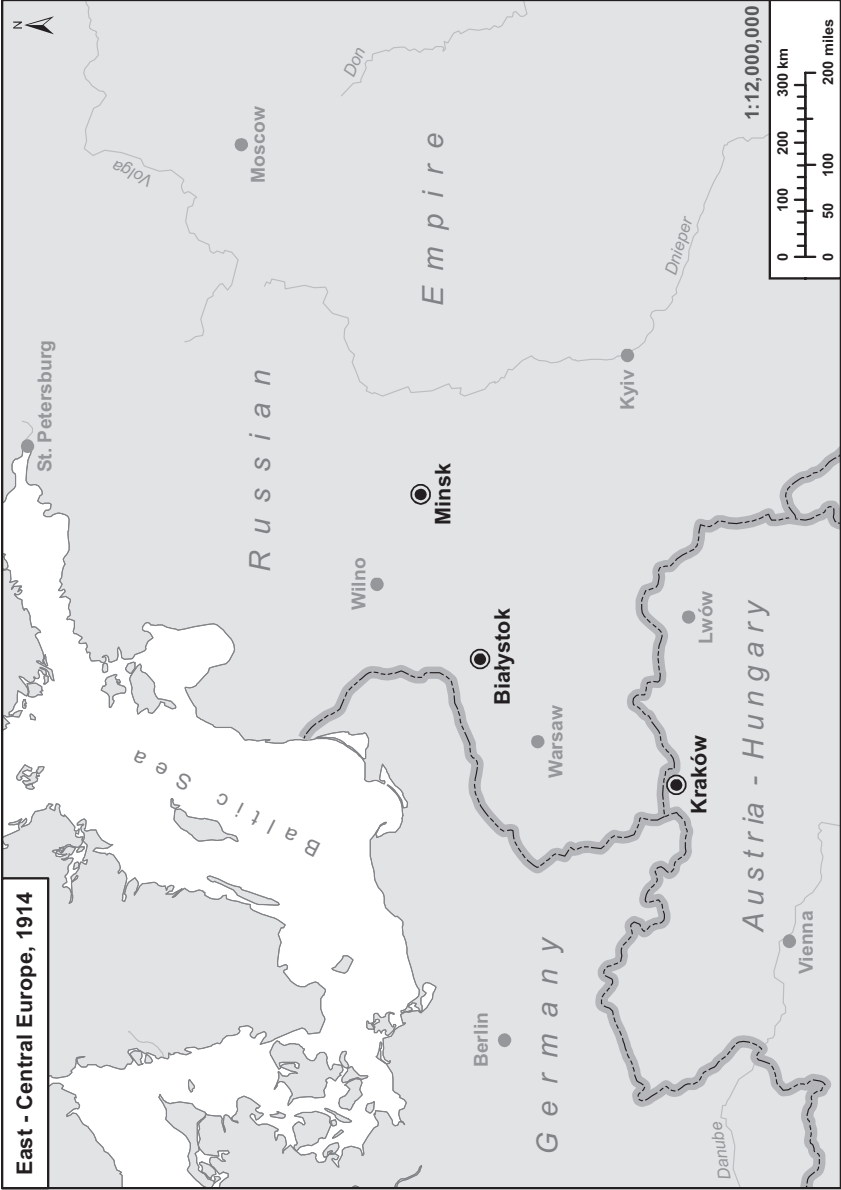 East - Central Europe, 1914
N
St. Petersburg
Volga
Moscow
Don
Baltic Sea
Russian
Empire
Wilno
Minsk
Białystok
Berlin
Germany
Warsaw
Kyiv
Dnieper
Kraków
Lwów
Danube
Vienna
Austria - Hungary
1:12,000,000
0 100 200 300 km
0 50 100 200 miles